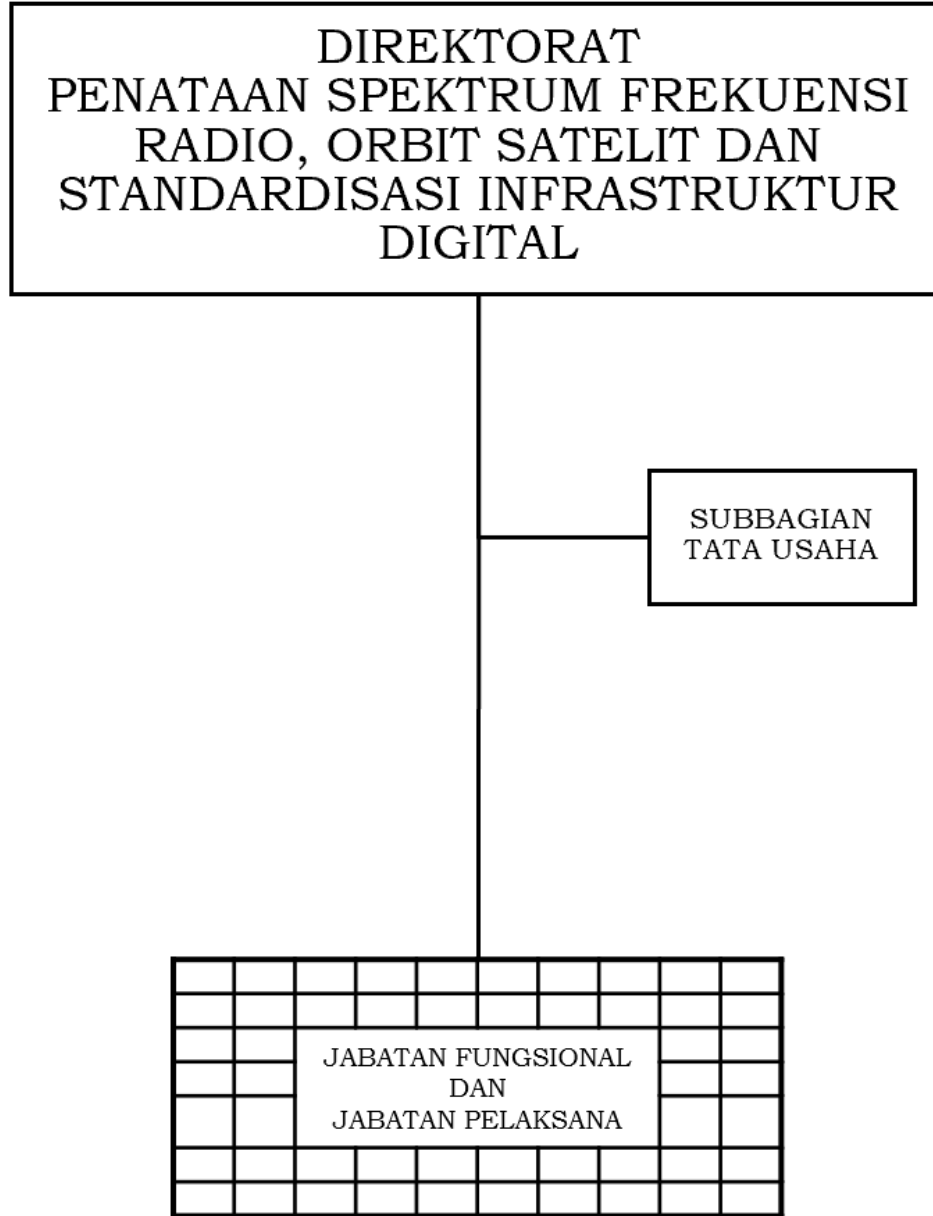 DIREKTORAT
PENATAAN SPEKTRUM FREKUENSI
RADIO, ORBIT SATELIT DAN
STANDARDISASI INFRASTRUKTUR
DIGITAL
SUBBAGIAN
TATA USAHA
JABATAN FUNGSIONAL
DAN
JABATAN PELAKSANA